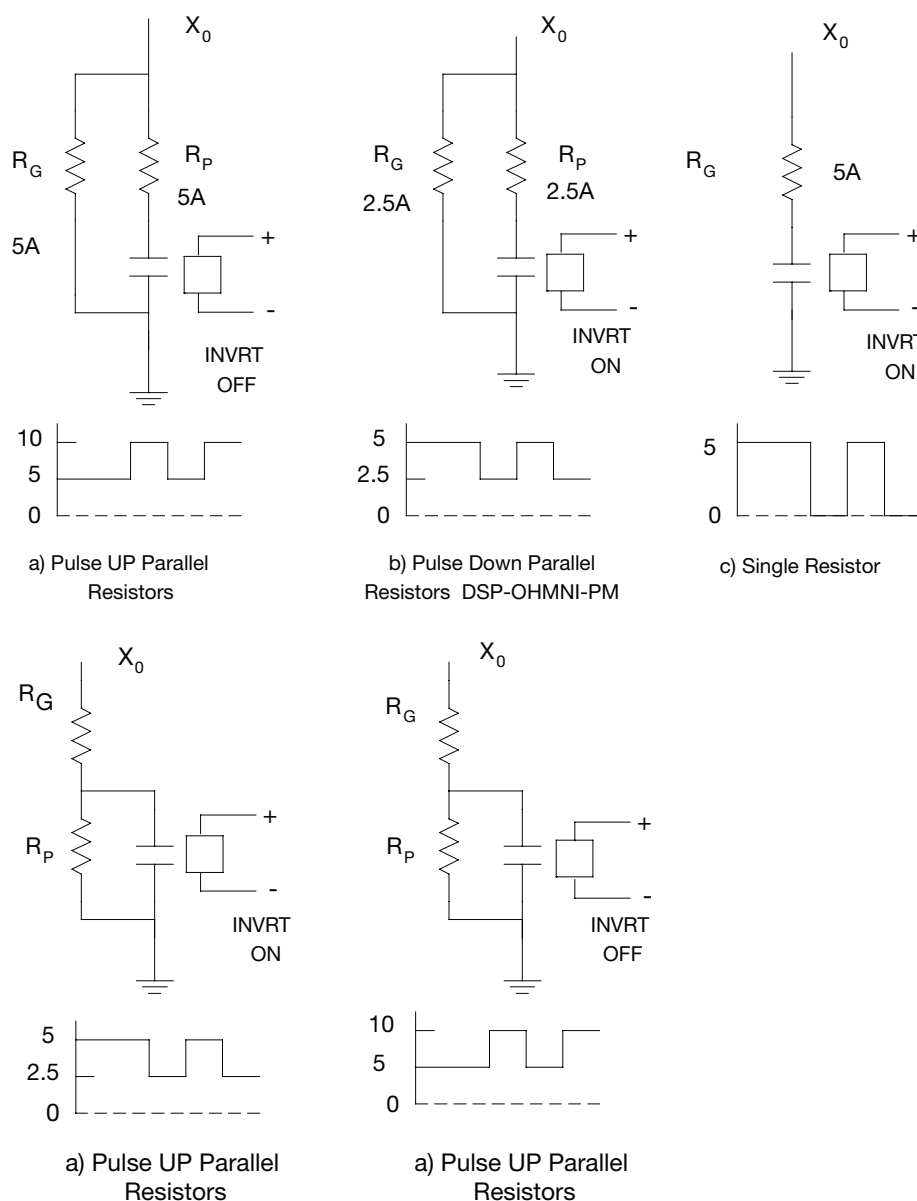 X0
RG
RP
5A
5A
+
-
INVRT
OFF
10
5
0
a) Pulse UP Parallel
Resistors
X0
RG
RP
2.5A
2.5A
+
-
INVRT
ON
5
2.5
0
b) Pulse Down Parallel
Resistors DSP-OHMNI-PM
X0
RG
5A
+
-
INVRT
ON
5
0
c) Single Resistor
X0
RG
RP
+
-
INVRT
ON
5
2.5
0
a) Pulse UP Parallel
Resistors
X0
RG
RP
+
-
INVRT
OFF
10
5
0
a) Pulse UP Parallel
Resistors